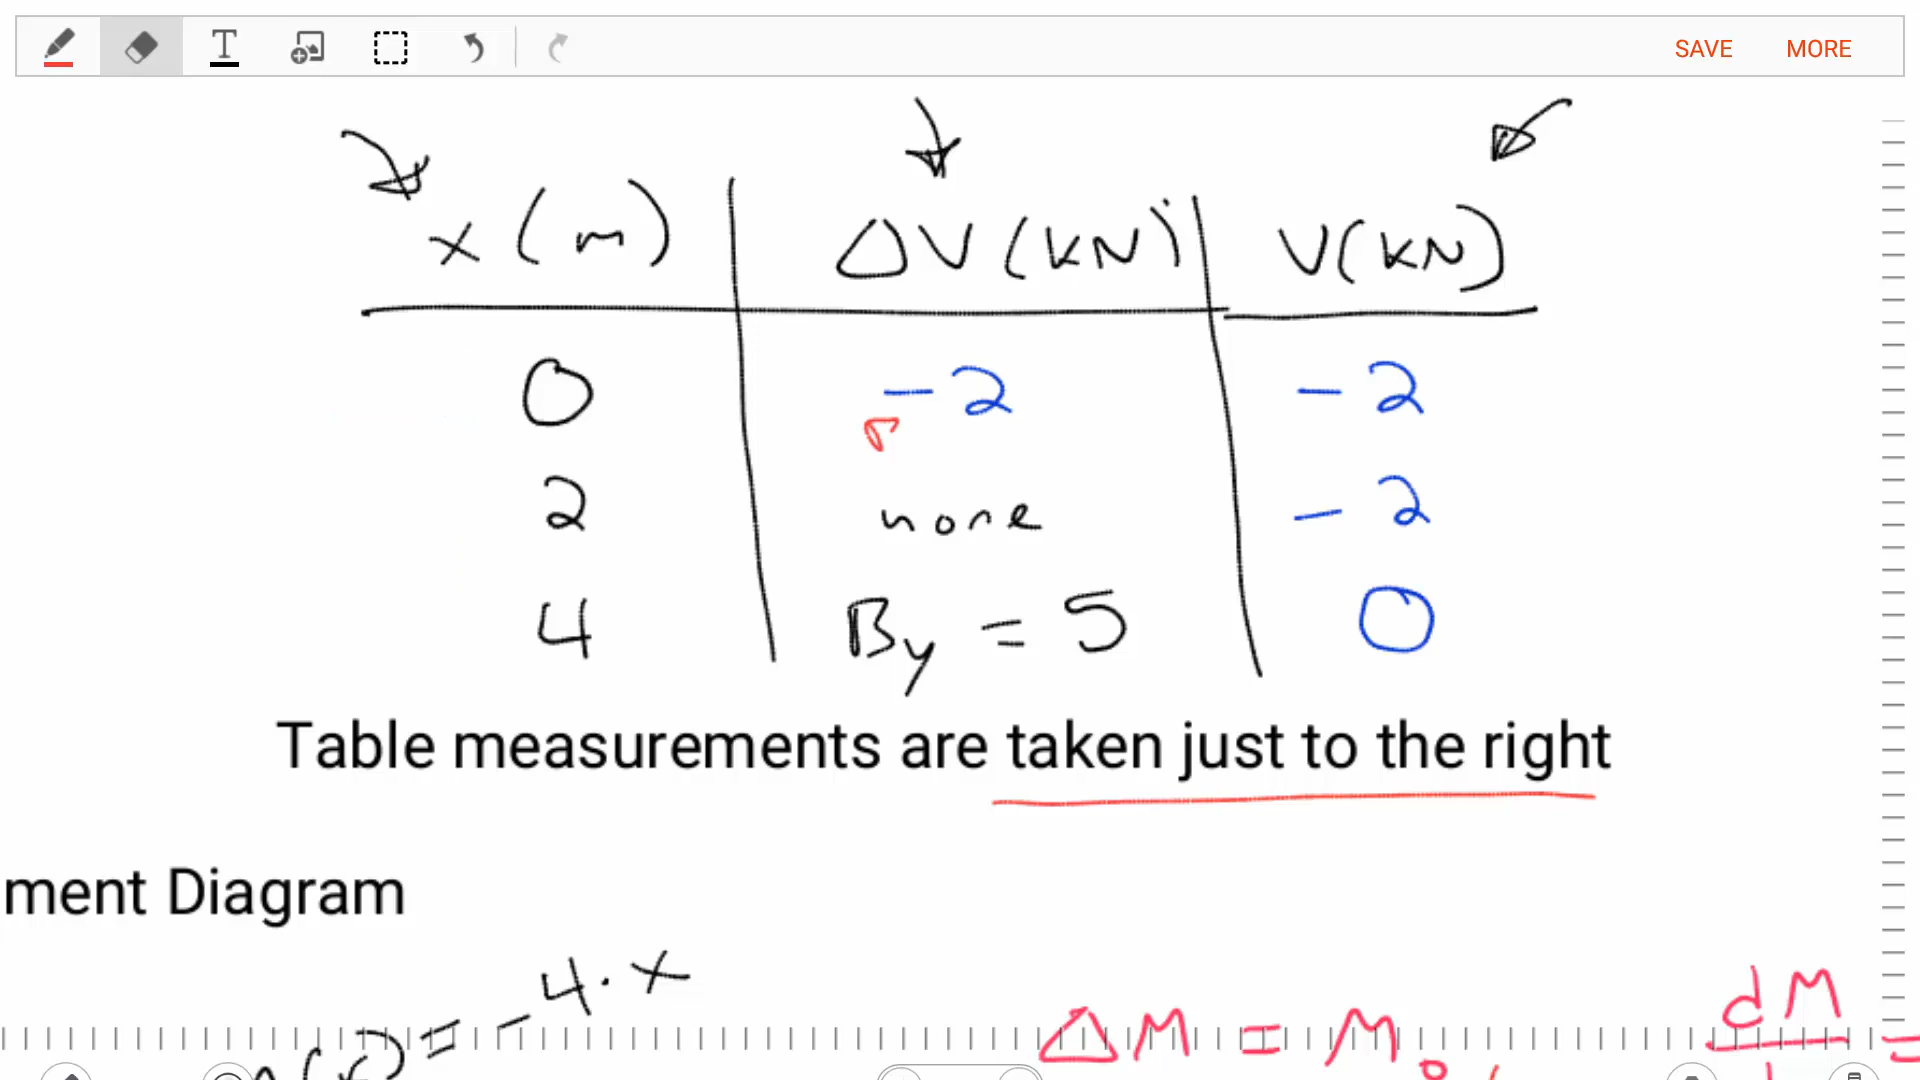 T SAVE MORE
x (m) ΔV (KN) V(KN)
0 -2 -2
2 none -2
4 By = 5 0
Table measurements are taken just to the right
ment Diagram
= -4·x
ΔM = M dM